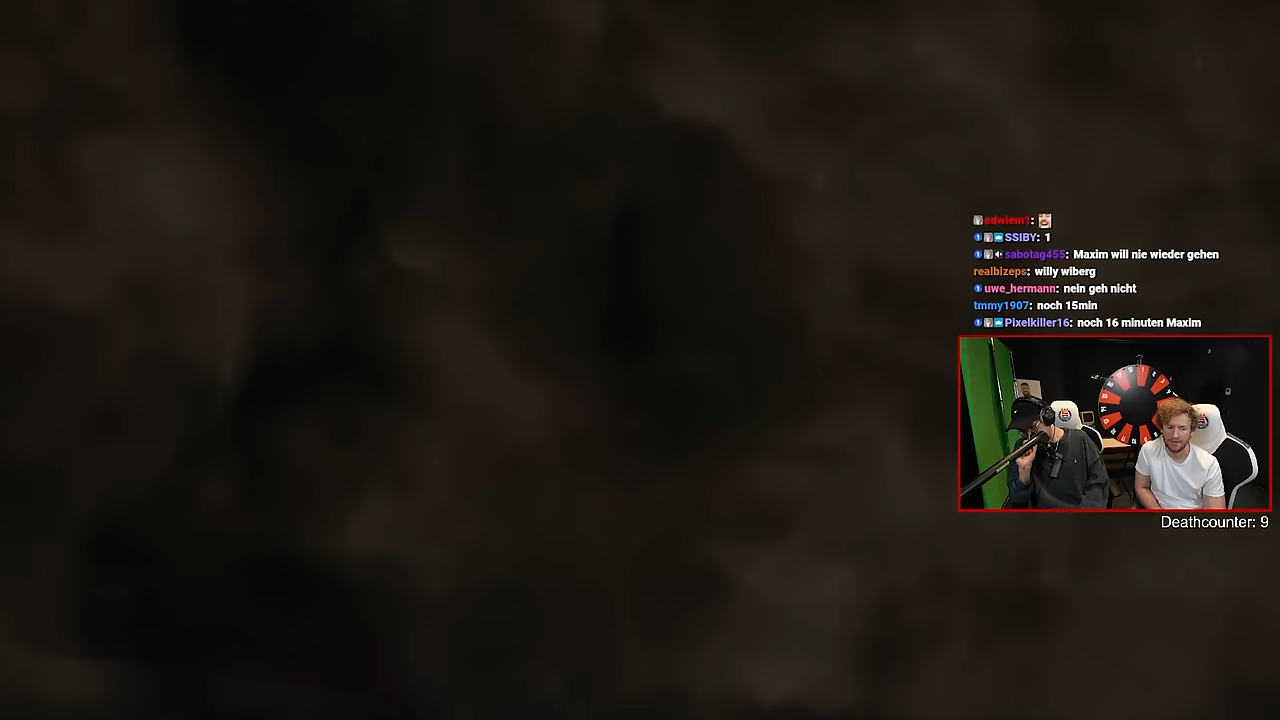 edwiem1:
SSIBY: 1
sabotag455: Maxim will nie wieder gehen
realbizeps: willy wiberg
uwe_hermann: nein geh nicht
tmmy1907: noch 15min
Pixelkiller16: noch 16 minuten Maxim
Deathcounter: 9